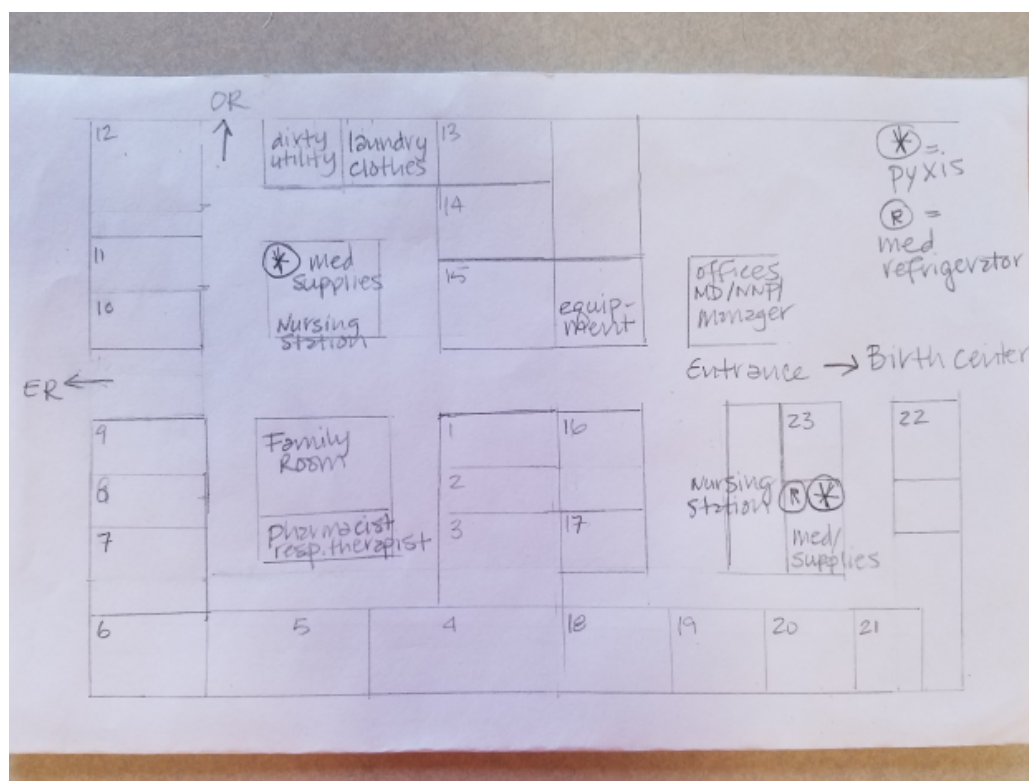 OR
12
dirty
utility
laundry
clothes
13
* =
PYXIS
R =
med
refrigerator
14
11
* med
supplies
Nursing
Station
15
equip-
ment
offices
MD/NNP/
Manager
10
Entrance → Birth center
ER ←
9
Family
Room
1
16
23
22
8
2
Nursing
Station
R *
7
pharmacist
resp. therapist
3
17
med/
supplies
6
5
4
18
19
20
21